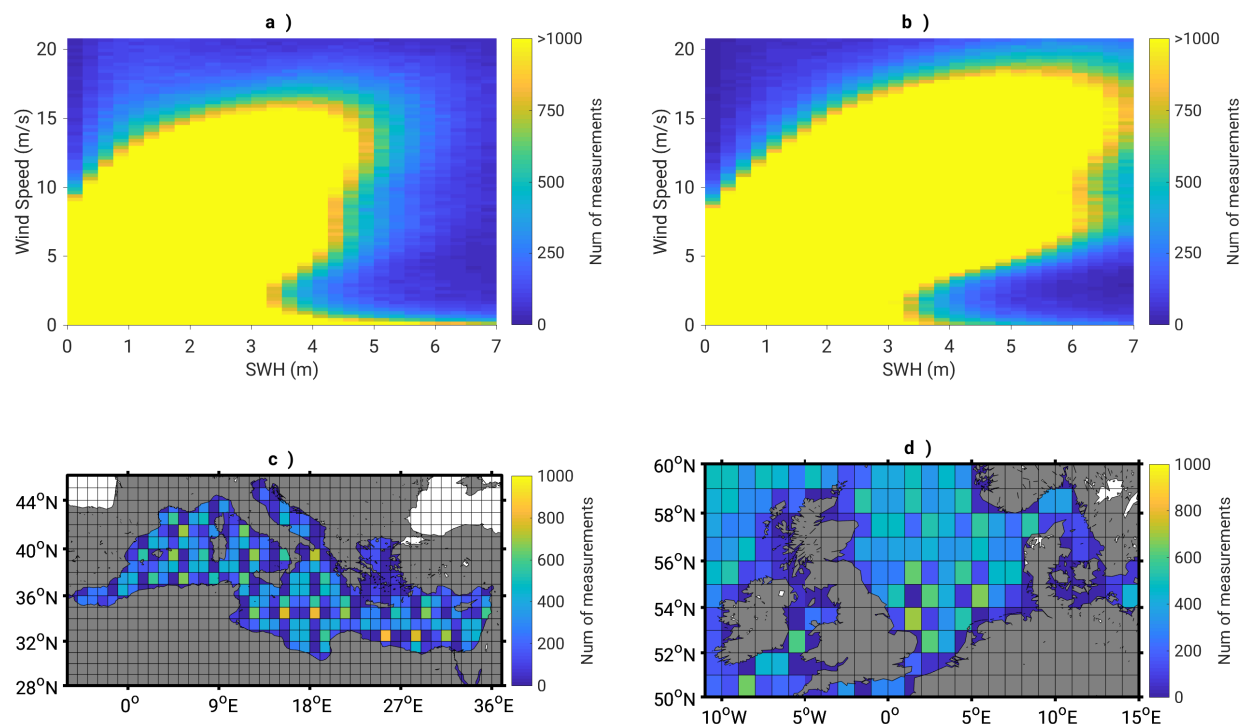 a )
20
15
10
5
0
Wind Speed (m/s)
0 1 2 3 4 5 6 7
SWH (m)
>1000
750
500
250
0
Num of measurements
b )
20
15
10
5
0
Wind Speed (m/s)
0 1 2 3 4 5 6 7
SWH (m)
>1000
750
500
250
0
Num of measurements
c )
44°N
40°N
36°N
32°N
28°N
0° 9°E 18°E 27°E 36°E
1000
800
600
400
200
0
Num of measurements
d )
60°N
58°N
56°N
54°N
52°N
50°N
10°W 5°W 0° 5°E 10°E 15°E
1000
800
600
400
200
0
Num of measurements